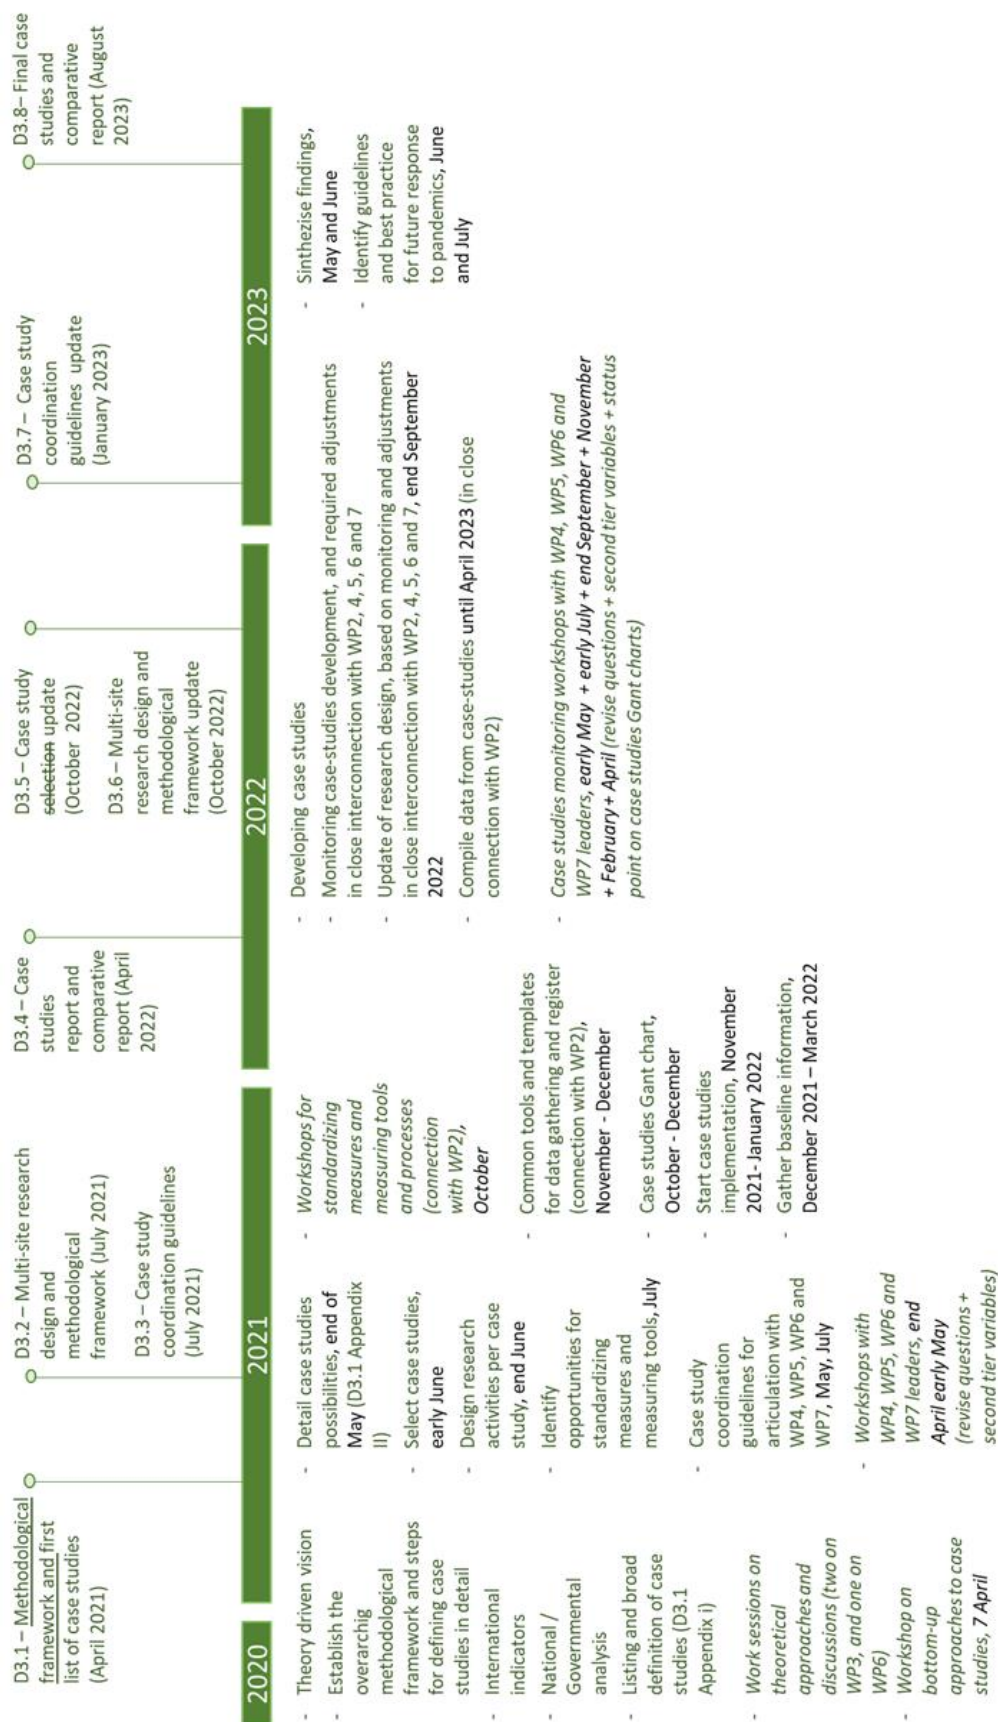 D3.1 – Methodological
framework and first
list of case studies
(April 2021)
D3.2 – Multi-site research
design and
methodological
framework (July 2021)
D3.3 – Case study
coordination guidelines
(July 2021)
D3.4 – Case
studies
report and
comparative
report (April
2022)
D3.5 – Case study
selection update
(October 2022)
D3.6 – Multi-site
research design and
methodological
framework update
(October 2022)
D3.7 – Case study
coordination
guidelines update
(January 2023)
D3.8– Final case
studies and
comparative
report (August
2023)
2020
2021
2022
2023
- Theory driven vision
- Establish the
overarchig
methodological
framework and steps
for defining case
studies in detail
- International
indicators
- National /
Governmental
analysis
- Listing and broad
definition of case
studies (D3.1
Appendix i)
- Work sessions on
theoretical
approaches and
discussions (two on
WP3, and one on
WP6)
- Workshop on
bottom-up
approaches to case
studies, 7 April
- Detail case studies
possibilities, end of
May (D3.1 Appendix
II)
- Select case studies,
early June
- Design research
activities per case
study, end June
- Identify
opportunities for
standardizing
measures and
measuring tools, July
- Case study
coordination
guidelines for
articulation with
WP4, WP5, WP6 and
WP7, May, July
- Workshops with
WP4, WP5, WP6 and
WP7 leaders, end
April early May
(revise questions +
second tier variables)
- Workshops for
standardizing
measures and
measuring tools
and processes
(connection
with WP2),
October
- Common tools and templates
for data gathering and register
(connection with WP2),
November - December
- Case studies Gant chart,
October - December
- Start case studies
implementation, November
2021- January 2022
- Gather baseline information,
December 2021 – March 2022
- Developing case studies
- Monitoring case-studies development, and required adjustments
in close interconnection with WP2, 4, 5, 6 and 7
- Update of research design, based on monitoring and adjustments
in close interconnection with WP2, 4, 5, 6 and 7, end September
2022
- Compile data from case-studies until April 2023 (in close
connection with WP2)
- Case studies monitoring workshops with WP4, WP5, WP6 and
WP7 leaders, early May + early July + end September + November
+ February + April (revise questions + second tier variables + status
point on case studies Gant charts)
- Sinthezise findings,
May and June
- Identify guidelines
and best practice
for future response
to pandemics, June
and July